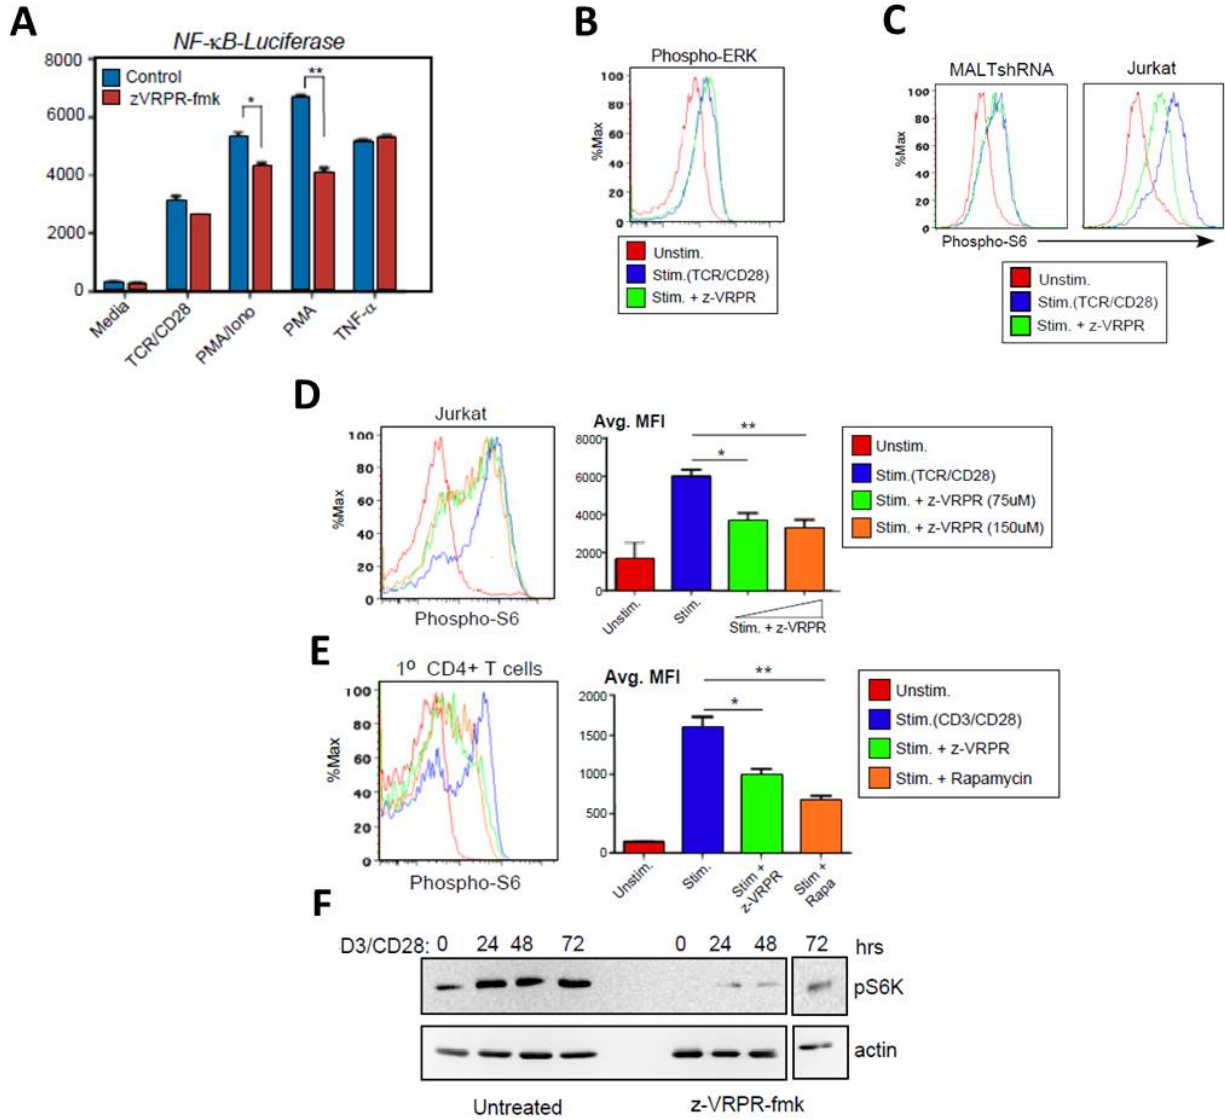 A
NF-κB-Luciferase
8000
6000
4000
2000
0
Control
zVRPR-fmk
*
**
Media
TCR/CD28
PMA/Iono
PMA
TNF-α
B
Phospho-ERK
%Max
100
80
60
40
20
0
Unstim.
Stim.(TCR/CD28)
Stim. + z-VRPR
C
MALTshRNA
Jurkat
%Max
100
80
60
40
20
0
Phospho-S6
Unstim.
Stim.(TCR/CD28)
Stim. + z-VRPR
D
Jurkat
%Max
100
80
60
40
20
0
Phospho-S6
Avg. MFI
8000
6000
4000
2000
0
*
**
Unstim.
Stim.
Stim. + z-VRPR
Unstim.
Stim.(TCR/CD28)
Stim. + z-VRPR (75uM)
Stim. + z-VRPR (150uM)
E
1º CD4+ T cells
%Max
100
80
60
40
20
0
Phospho-S6
Avg. MFI
2000
1500
1000
500
0
*
**
Unstim.
Stim.
Stim +
z-VRPR
Stim +
Rapa
Unstim.
Stim.(CD3/CD28)
Stim. + z-VRPR
Stim. + Rapamycin
F
D3/CD28: 0 24 48 72 0 24 48 72 hrs
pS6K
actin
Untreated z-VRPR-fmk